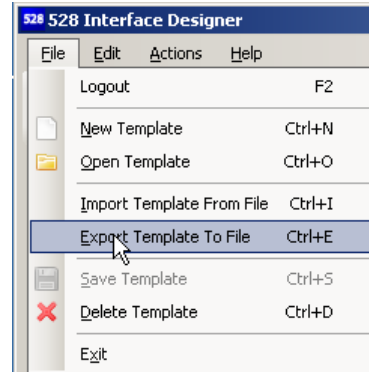 528 528 Interface Designer
File Edit Actions Help
Logout F2
New Template Ctrl+N
Open Template Ctrl+O
Import Template From File Ctrl+I
Export Template To File Ctrl+E
Save Template Ctrl+S
Delete Template Ctrl+D
Exit